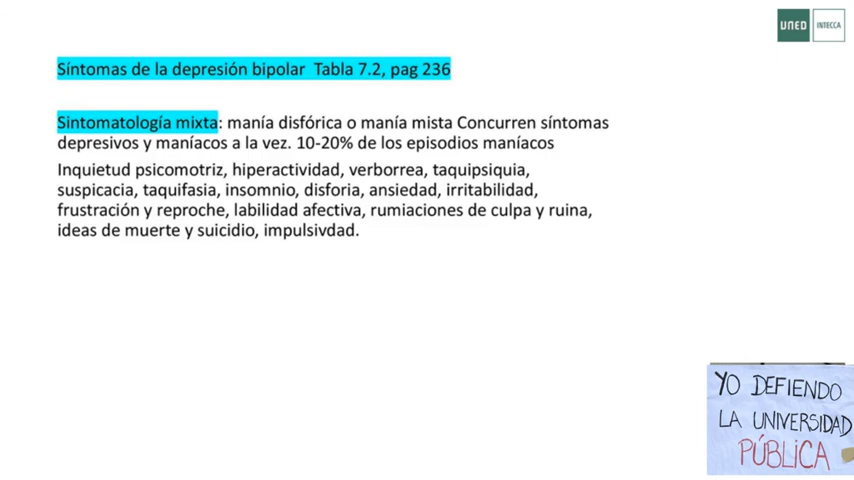 UNED INTECCA
Síntomas de la depresión bipolar Tabla 7.2, pag 236
Sintomatología mixta: manía disfórica o manía mista Concurren síntomas
depresivos y maníacos a la vez. 10-20% de los episodios maníacos
Inquietud psicomotriz, hiperactividad, verborrea, taquipsiquia,
suspicacia, taquifasia, insomnio, disforia, ansiedad, irritabilidad,
frustración y reproche, labilidad afectiva, rumiaciones de culpa y ruina,
ideas de muerte y suicidio, impulsivdad.
YO DEFIENDO
LA UNIVERSIDAD
PÚBLICA